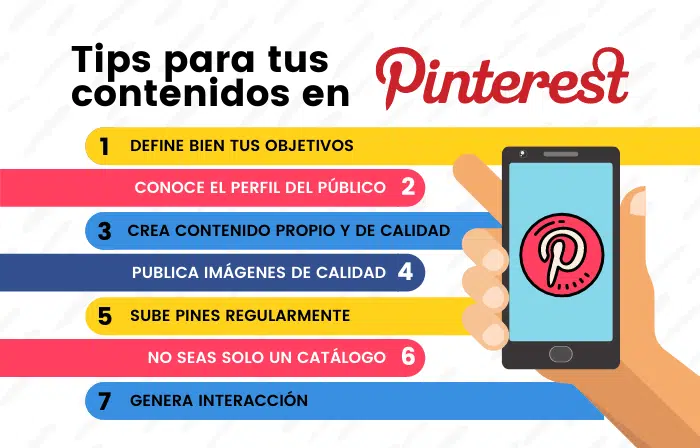 Tips para tus
contenidos en Pinterest
1 DEFINE BIEN TUS OBJETIVOS
CONOCE EL PERFIL DEL PÚBLICO 2
3 CREA CONTENIDO PROPIO Y DE CALIDAD
PUBLICA IMÁGENES DE CALIDAD 4
5 SUBE PINES REGULARMENTE
NO SEAS SOLO UN CATÁLOGO 6
7 GENERA INTERACCIÓN